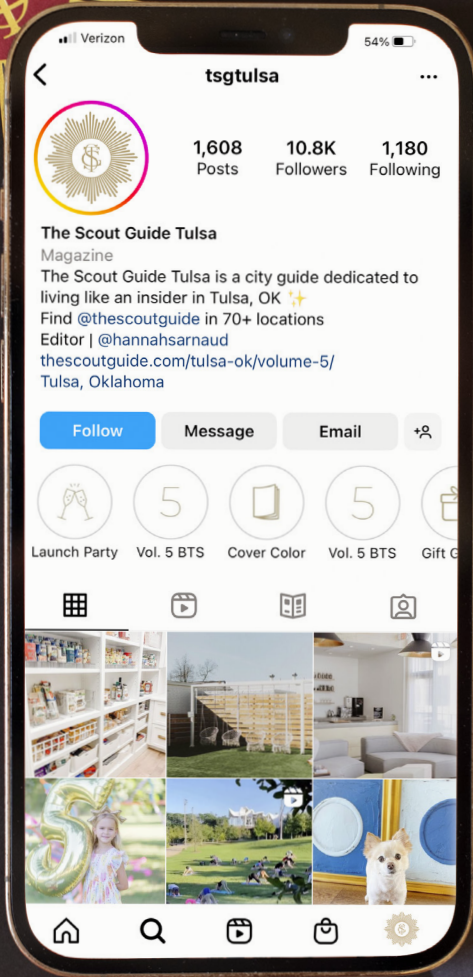 Verizon
54%
tsgtulsa
1,608
Posts
10.8K
Followers
1,180
Following
The Scout Guide Tulsa
Magazine
The Scout Guide Tulsa is a city guide dedicated to
living like an insider in Tulsa, OK ✨
Find @thescoutguide in 70+ locations
Editor | @hannahsarnaud
thescoutguide.com/tulsa-ok/volume-5/
Tulsa, Oklahoma
Follow
Message
Email
5
5
Launch Party
Vol. 5 BTS
Cover Color
Vol. 5 BTS
Gift G
5